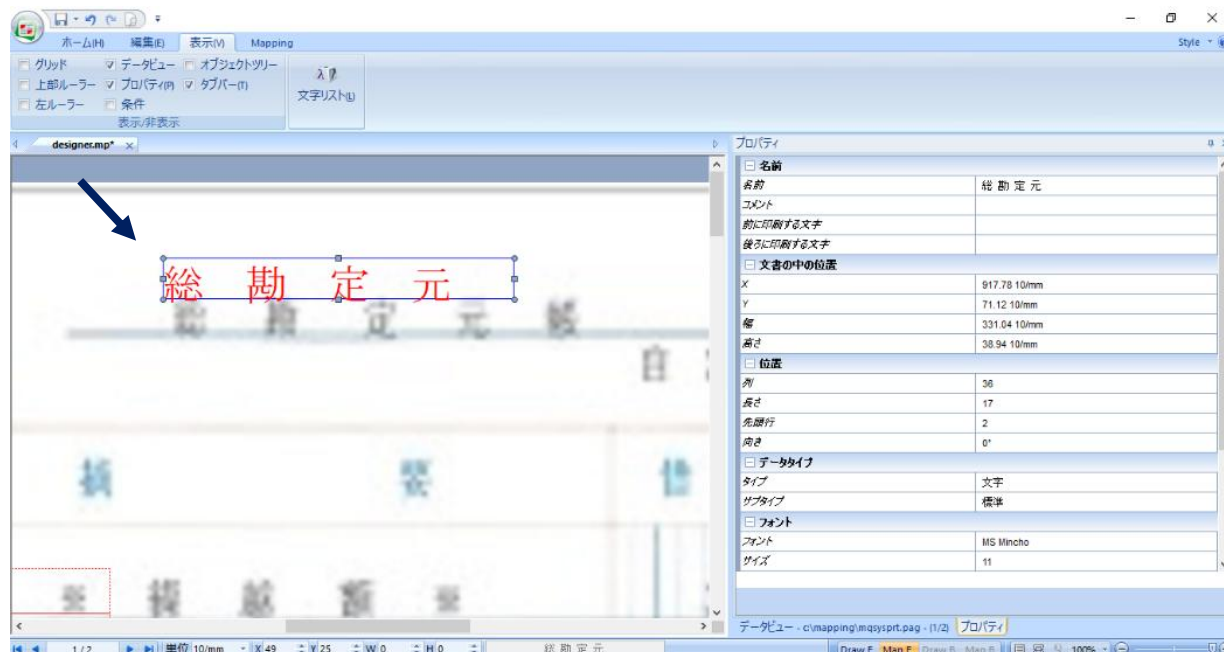 ホーム(H) 編集(E) 表示(V) Mapping Style
グリッド データビュー オブジェクトツリー
上部ルーラー プロパティ(P) タブバー(T)
左ルーラー 条件
文字リスト(L)
表示/非表示
designer.mp*
総 勘 定 元
総 勘 定 元 帳
自
摘 要 借
※ 繰 越 額 ※
プロパティ
名前
名前 総 勘 定 元
コメント
前に印刷する文字
後ろに印刷する文字
文書の中の位置
X 917.78 10/mm
Y 71.12 10/mm
幅 331.04 10/mm
高さ 38.94 10/mm
位置
列 36
長さ 17
先頭行 2
向き 0°
データタイプ
タイプ 文字
サブタイプ 標準
フォント
フォント MS Mincho
サイズ 11
データビュー - c:\mapping\mqsysprt.pag - (1/2) プロパティ
1/2 単位 10/mm X 49 Y 25 W 0 H 0 総 勘 定 元 Draw F Map F Draw B Map B 100%